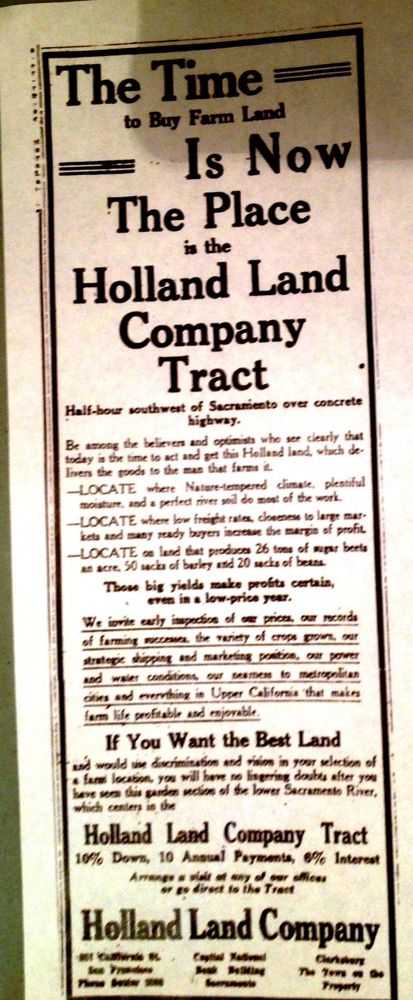 The Time
to Buy Farm Land
Is Now
The Place
is the
Holland Land
Company
Tract
Half-hour southwest of Sacramento over concrete
highway.
Be among the believers and optimists who see clearly that
today is the time to act and get this Holland land, which de-
livers the goods to the man that farms it.
—LOCATE where Nature-tempered climate, plentiful
moisture, and a perfect river soil do most of the work.
—LOCATE where low freight rates, closeness to large mar-
kets and many ready buyers increase the margin of profit.
—LOCATE on land that produces 26 tons of sugar beets
an acre, 50 sacks of barley and 20 sacks of beans.
Those big yields make profits certain,
even in a low-price year.
We invite early inspection of our prices, our records
of farming successes, the variety of crops grown, our
strategic shipping and marketing position, our power
and water conditions, our nearness to metropolitan
cities and everything in Upper California that makes
farm life profitable and enjoyable.
If You Want the Best Land
and would use discrimination and vision in your selection of
a farm location, you will have no lingering doubts after you
have seen this garden section of the lower Sacramento River,
which centers in the
Holland Land Company Tract
10% Down, 10 Annual Payments, 6% Interest
Arrange a visit at any of our offices
or go direct to the Tract
Holland Land Company
California St.
San Francisco
Phone Sutter
Capital National
Bank Building
Sacramento
Clarksburg
The Town on the
Property